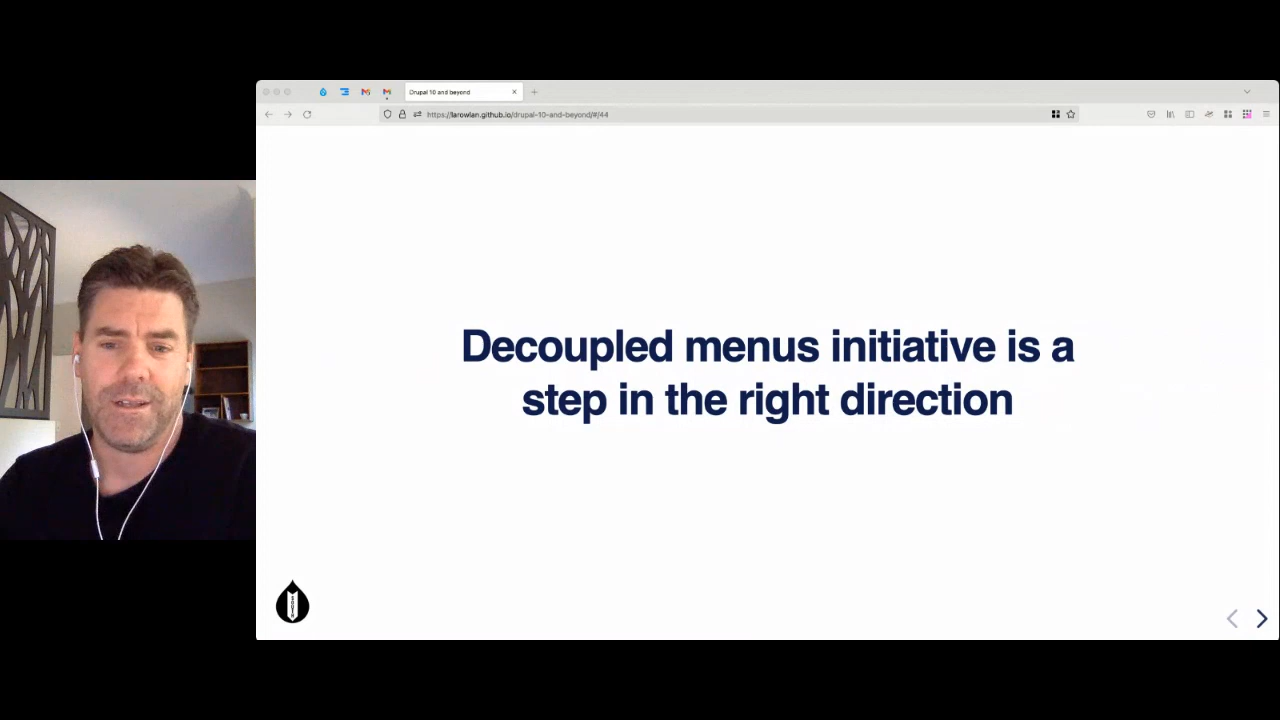 Drupal 10 and beyond
https://larowlan.github.io/drupal-10-and-beyond/#/44
Decoupled menus initiative is a
step in the right direction